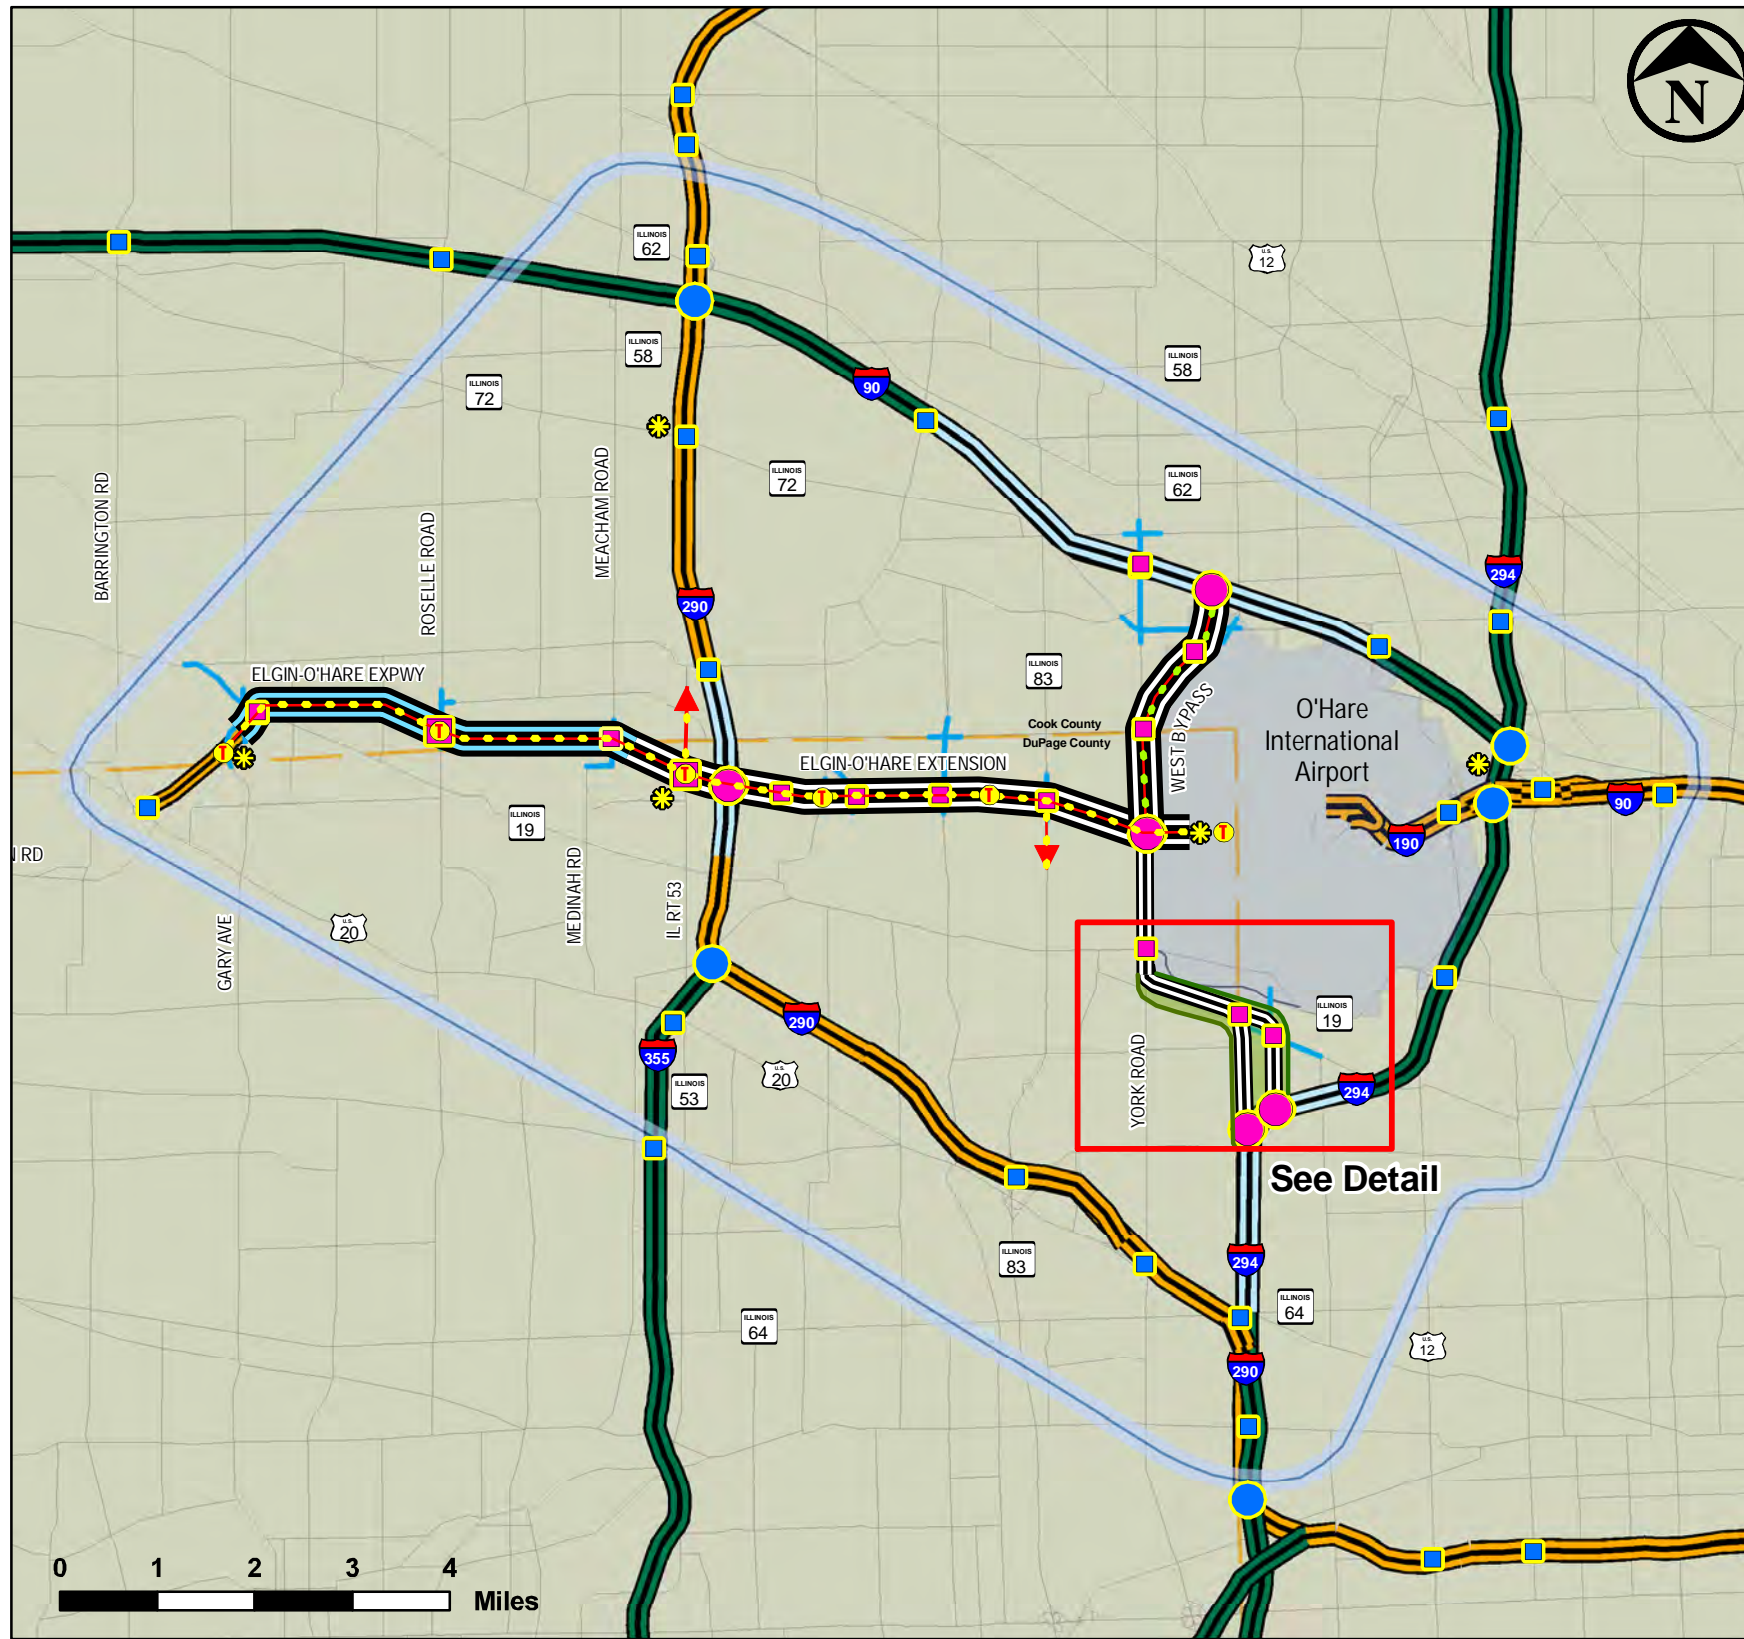 N
ILLINOIS
62
U.S.
12
ILLINOIS
58
ILLINOIS
58
ILLINOIS
72
90
ILLINOIS
72
ILLINOIS
62
BARRINGTON RD
ROSELLE ROAD
MEACHAM ROAD
290
294
ELGIN-O'HARE EXPWY
ILLINOIS
83
Cook County
DuPage County
WEST BYPASS
O'Hare
International
Airport
ELGIN-O'HARE EXTENSION
T
T
T
T
T
T
90
190
ILLINOIS
19
N RD
MEDINAH RD
IL RT 53
GARY AVE
U.S.
20
290
355
ILLINOIS
53
U.S.
20
YORK ROAD
ILLINOIS
19
294
See Detail
ILLINOIS
83
294
ILLINOIS
64
ILLINOIS
64
U.S.
12
290
0 1 2 3 4
Miles